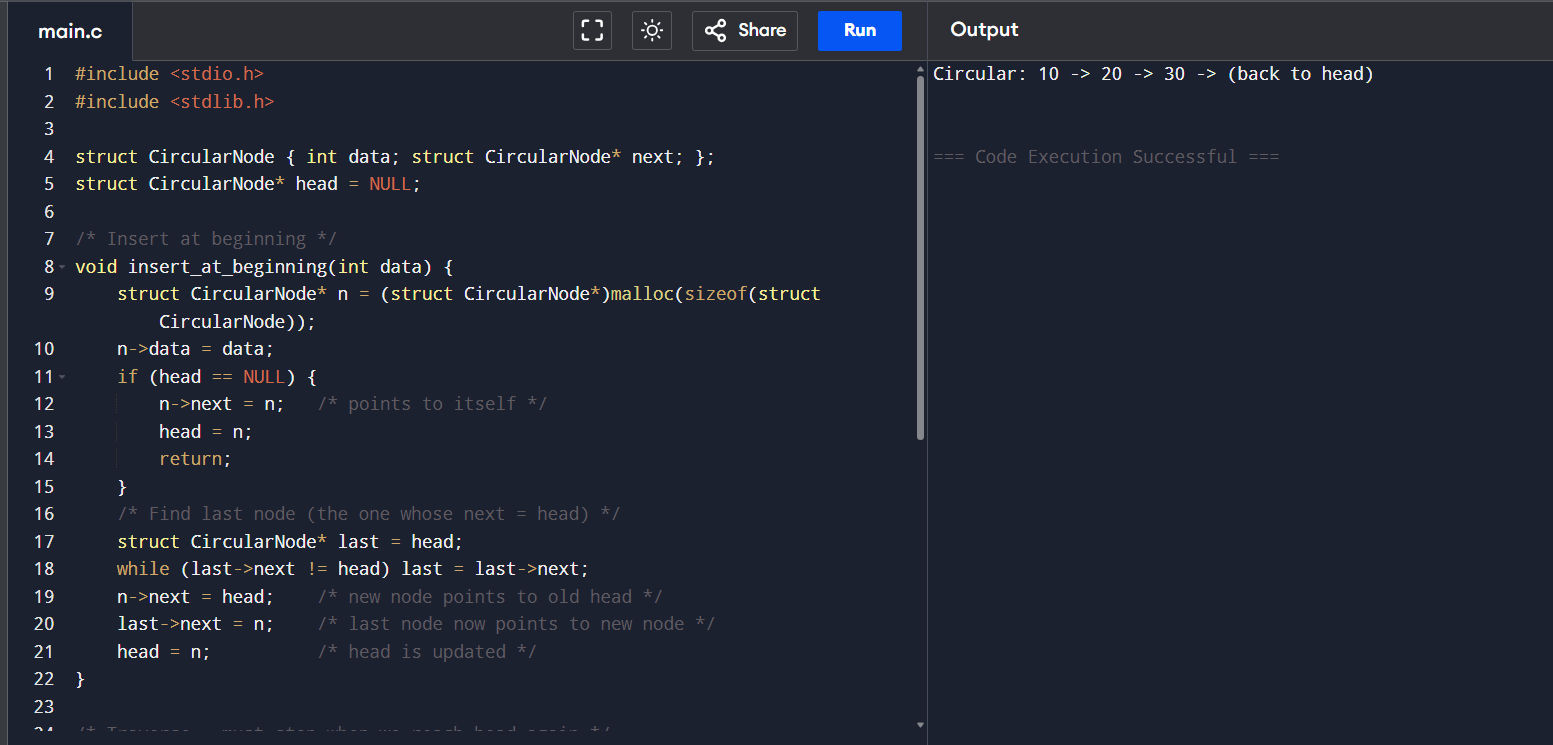 main.c
Share
Run
Output
1 #include <stdio.h>
2 #include <stdlib.h>
3
4 struct CircularNode { int data; struct CircularNode* next; };
5 struct CircularNode* head = NULL;
6
7 /* Insert at beginning */
8 void insert_at_beginning(int data) {
9     struct CircularNode* n = (struct CircularNode*)malloc(sizeof(struct
        CircularNode));
10     n->data = data;
11     if (head == NULL) {
12         n->next = n;   /* points to itself */
13         head = n;
14         return;
15     }
16     /* Find last node (the one whose next = head) */
17     struct CircularNode* last = head;
18     while (last->next != head) last = last->next;
19     n->next = head;    /* new node points to old head */
20     last->next = n;    /* last node now points to new node */
21     head = n;          /* head is updated */
22 }
23
Circular: 10 -> 20 -> 30 -> (back to head)
=== Code Execution Successful ===